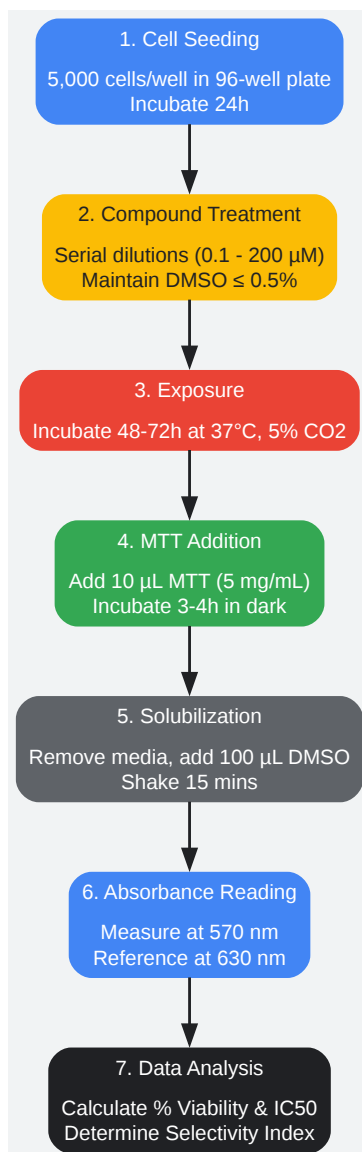 1. Cell Seeding
5,000 cells/well in 96-well plate
Incubate 24h
2. Compound Treatment
Serial dilutions (0.1 - 200 µM)
Maintain DMSO ≤ 0.5%
3. Exposure
Incubate 48-72h at 37°C, 5% CO2
4. MTT Addition
Add 10 µL MTT (5 mg/mL)
Incubate 3-4h in dark
5. Solubilization
Remove media, add 100 µL DMSO
Shake 15 mins
6. Absorbance Reading
Measure at 570 nm
Reference at 630 nm
7. Data Analysis
Calculate % Viability & IC50
Determine Selectivity Index